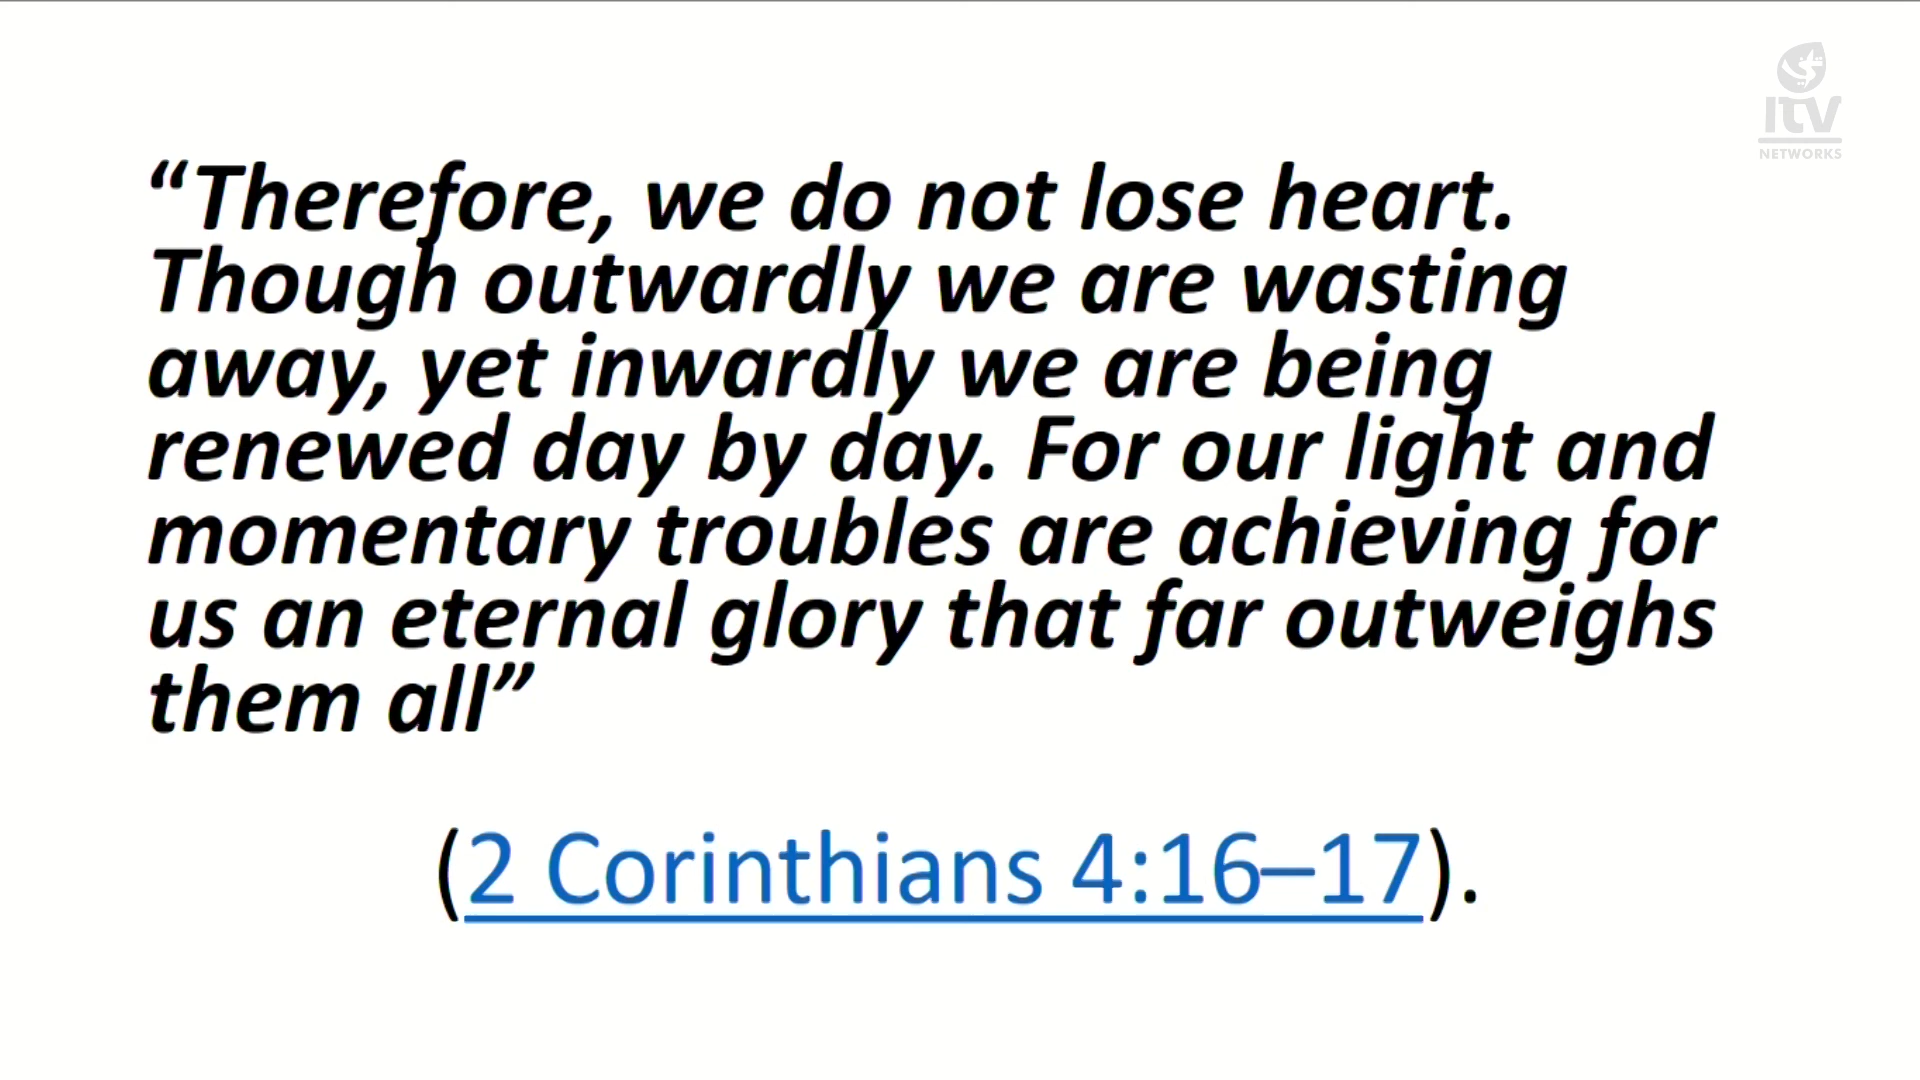 ITV
NETWORKS
“Therefore, we do not lose heart.
Though outwardly we are wasting
away, yet inwardly we are being
renewed day by day. For our light and
momentary troubles are achieving for
us an eternal glory that far outweighs
them all”
(2 Corinthians 4:16–17).